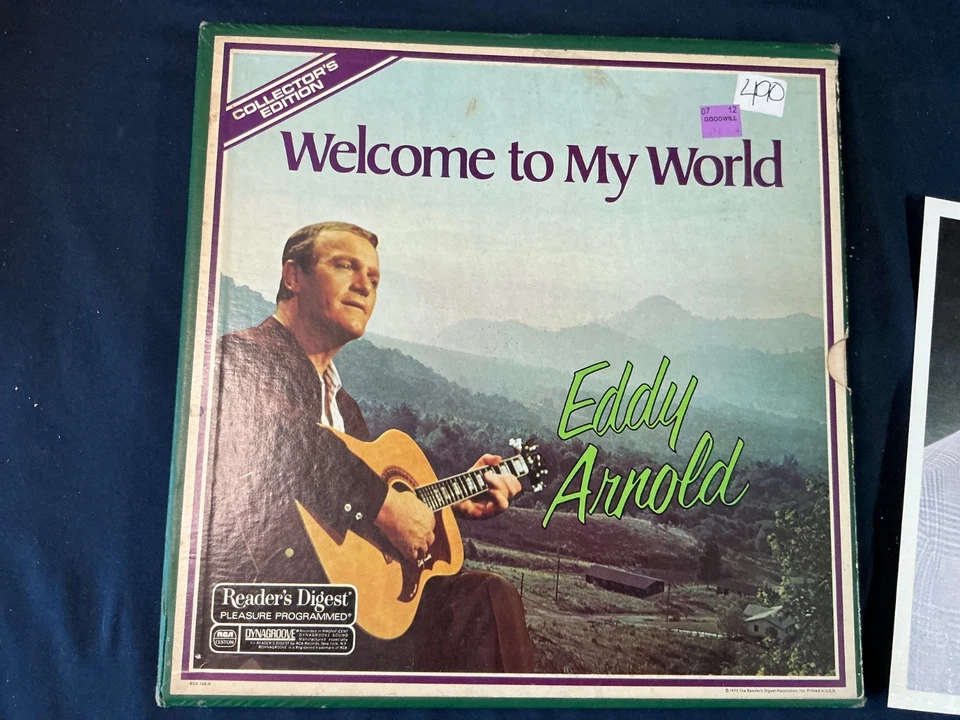 COLLECTOR'S
EDITION
490
07 12
GOODWILL
Welcome to My World
Eddy
Arnold
Reader's Digest®
PLEASURE PROGRAMMED®
RCA
CUSTOM
DYNAGROOVE®